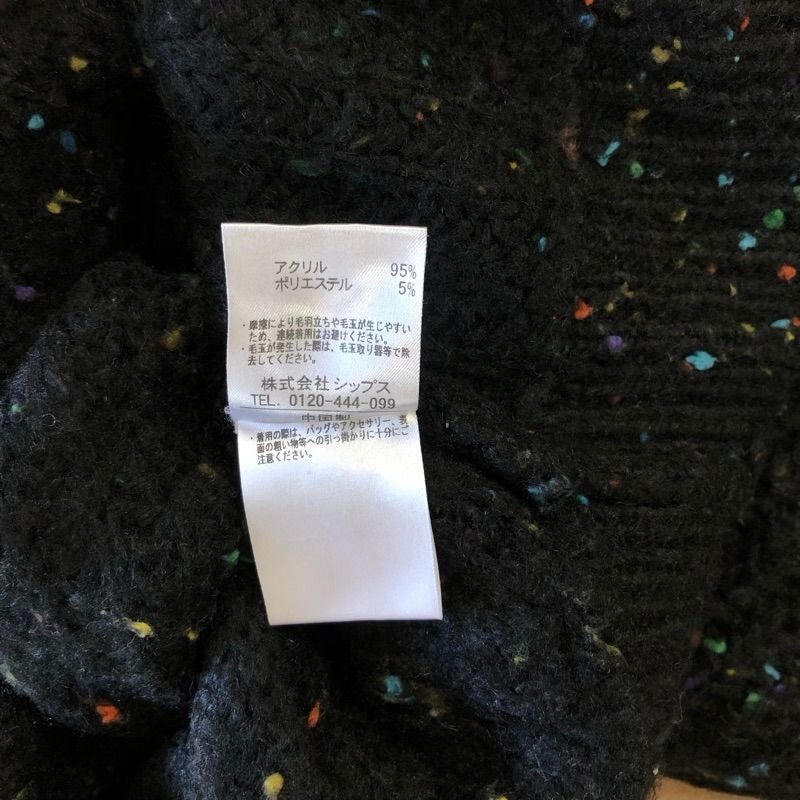 アクリル 95%
ポリエステル 5%
・摩擦により毛羽立ちや毛玉が生じやすい
ため、連続着用はお避けください。
・毛玉が発生した際は、毛玉取り器等で除
去してください。
株式会社シップス
TEL. 0120-444-099
中国製
・着用の際は、バッグやアクセサリー、表
面の粗い物等への引っ掛かりに十分にご
注意ください。